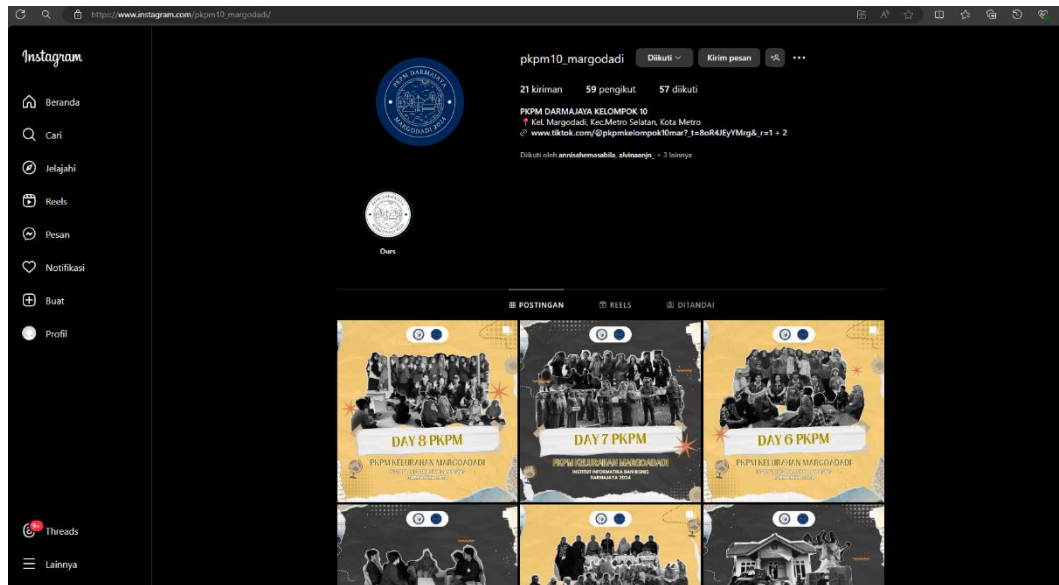 https://www.instagram.com/pkpm10_margodadi/
Instagram
Beranda
Cari
Jelajahi
Reels
Pesan
Notifikasi
Buat
Profil
9+
Threads
Lainnya
pkpm10_margodadi Diikuti Kirim pesan
21 kiriman 59 pengikut 57 diikuti
PKPM DARMAJAYA KELOMPOK 10
Kel. Margodadi, Kec.Metro Selatan, Kota Metro
www.tiktok.com/@pkpmkelompok10mar?_t=8oR4JEyYMrg&_r=1 + 2
Diikuti oleh annisahemasabila, alvinaanjn_ + 3 lainnya
PKPM DARMAJAYA
MARGODADI 2024
Ours
POSTINGAN REELS DITANDAI
DAY 8 PKPM
PKPM KELURAHAN MARGOADADI
DAY 7 PKPM
PKPM KELURAHAN MARGOADADI
INSTITUT INFORMATIKA DAN BISNIS
DARMAJAYA 2024
DAY 6 PKPM
PKPM KELURAHAN MARGOADADI